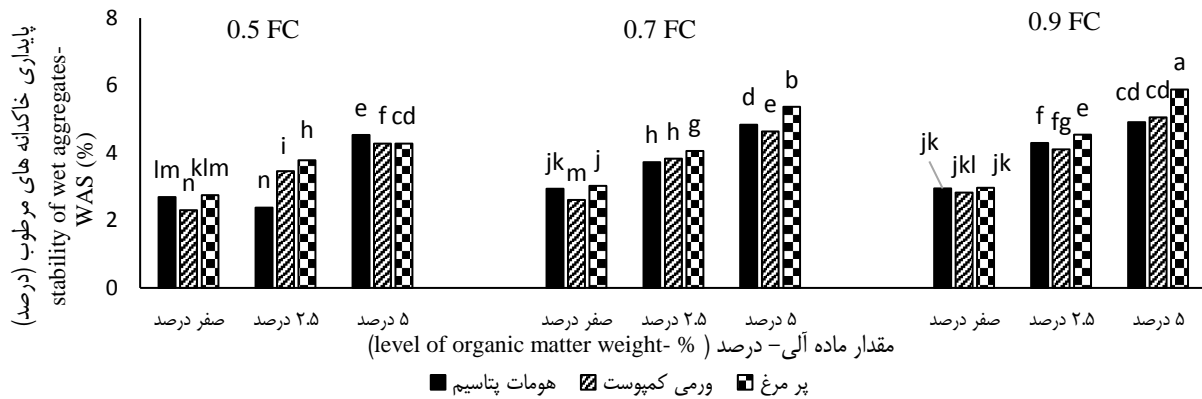 پایداری خاکدانه های مرطوب (درصد)
stability of wet aggregates-
WAS (%)
8
6
4
2
0
0.5 FC
0.7 FC
0.9 FC
lm n klm
n i h
e f cd
jk m j
h h g
d e b
jk jkl jk
f fg e
cd cd a
صفر درصد ۲.۵ درصد ۵ درصد
صفر درصد ۲.۵ درصد ۵ درصد
صفر درصد ۲.۵ درصد ۵ درصد
مقدار ماده آلی- درصد ( level of organic matter weight- %)
هومات پتاسیم ورمی کمپوست پر مرغ